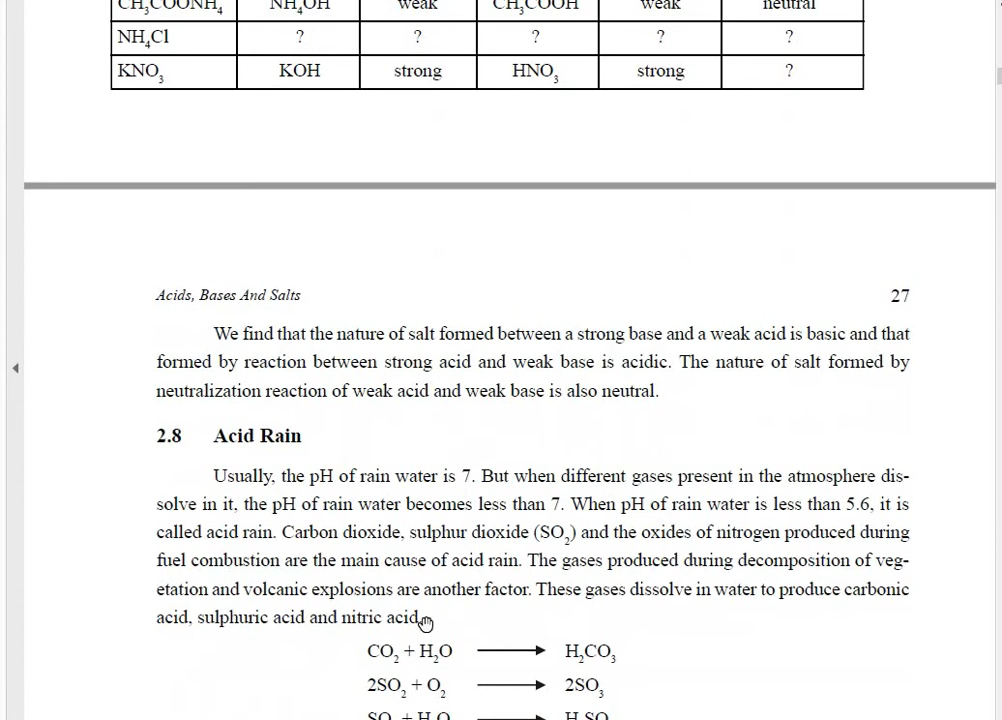 CH₃COONH₄ NH₄OH weak CH₃COOH weak neutral
NH₄Cl ? ? ? ? ?
KNO₃ KOH strong HNO₃ strong ?
Acids, Bases And Salts 27
We find that the nature of salt formed between a strong base and a weak acid is basic and that
formed by reaction between strong acid and weak base is acidic. The nature of salt formed by
neutralization reaction of weak acid and weak base is also neutral.
2.8 Acid Rain
Usually, the pH of rain water is 7. But when different gases present in the atmosphere dis-
solve in it, the pH of rain water becomes less than 7. When pH of rain water is less than 5.6, it is
called acid rain. Carbon dioxide, sulphur dioxide (SO₂) and the oxides of nitrogen produced during
fuel combustion are the main cause of acid rain. The gases produced during decomposition of veg-
etation and volcanic explosions are another factor. These gases dissolve in water to produce carbonic
acid, sulphuric acid and nitric acid.
CO₂ + H₂O ⟶ H₂CO₃
2SO₂ + O₂ ⟶ 2SO₃